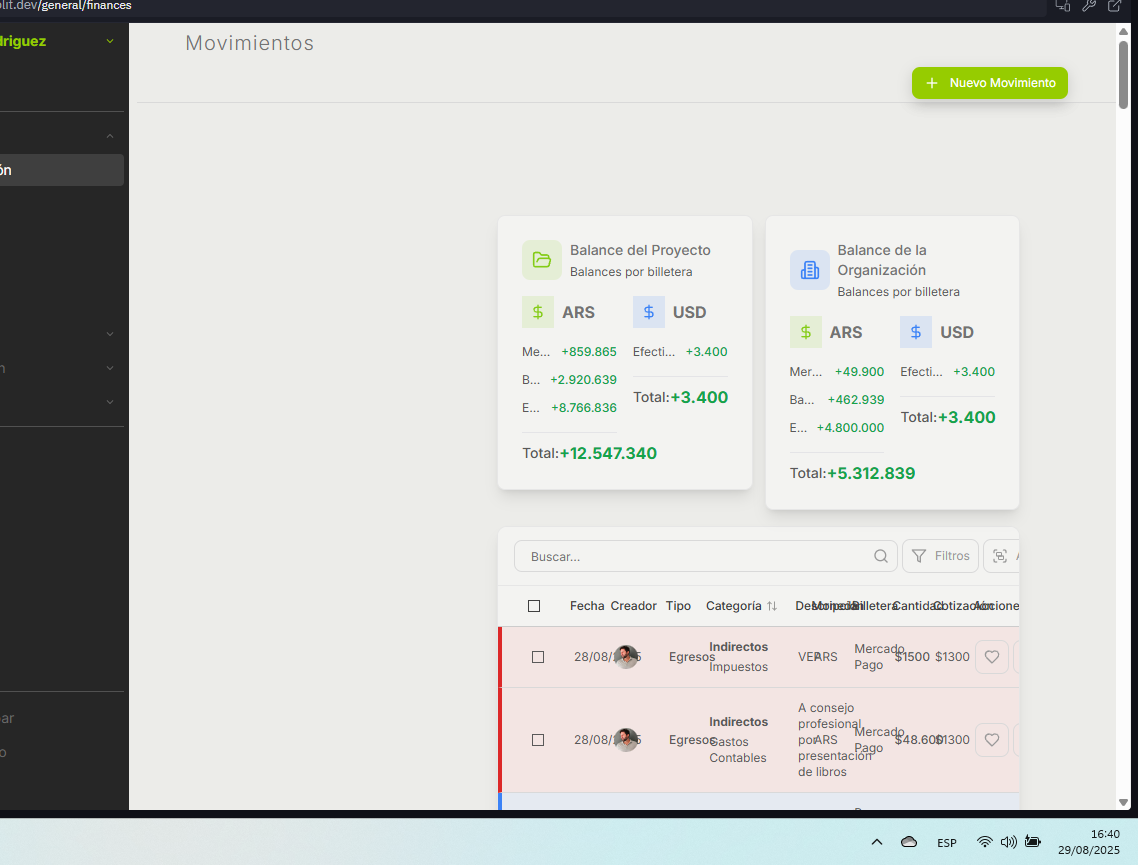 lit.dev/general/finances
driguez
Movimientos
Nuevo Movimiento
ón
Balance del Proyecto
Balances por billetera
ARS
USD
Me... +859.865
B... +2.920.639
E... +8.766.836
Total:+12.547.340
Efecti... +3.400
Total:+3.400
Balance de la
Organización
Balances por billetera
ARS
USD
Mer... +49.900
Ba... +462.939
E... +4.800.000
Total:+5.312.839
Efecti... +3.400
Total:+3.400
n
Buscar...
Filtros
Fecha Creador Tipo Categoría Descripción Moneda Billetera Cantidad Cotización Acciones
28/08/ 5 Egresos
Indirectos
Impuestos
VEP ARS
Mercado
Pago
$1500 $1300
28/08/ 5 Egresos
Indirectos
Gastos
Contables
A consejo
profesional
por
presentación
de libros
ARS
Mercado
Pago
$48.600 $1300
ar
o
ESP
16:40
29/08/2025